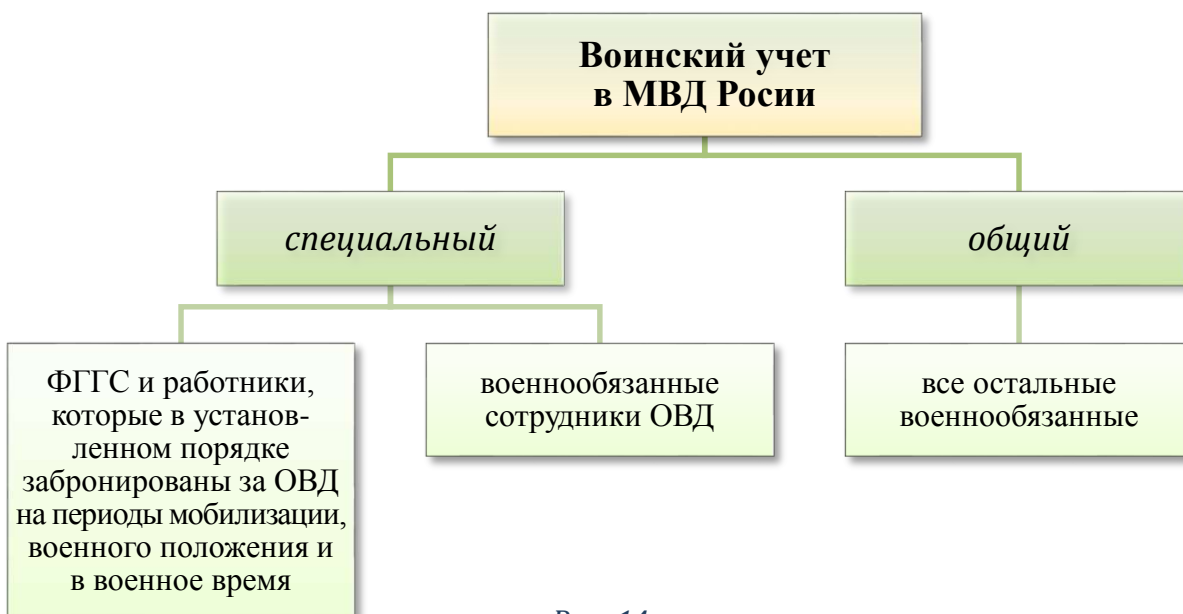 Воинский учет
в МВД Росии
специальный
общий
ФГГС и работники,
которые в установ-
ленном порядке
забронированы за ОВД
на периоды мобилизации,
военного положения и
в военное время
военнообязанные
сотрудники ОВД
все остальные
военнообязанные